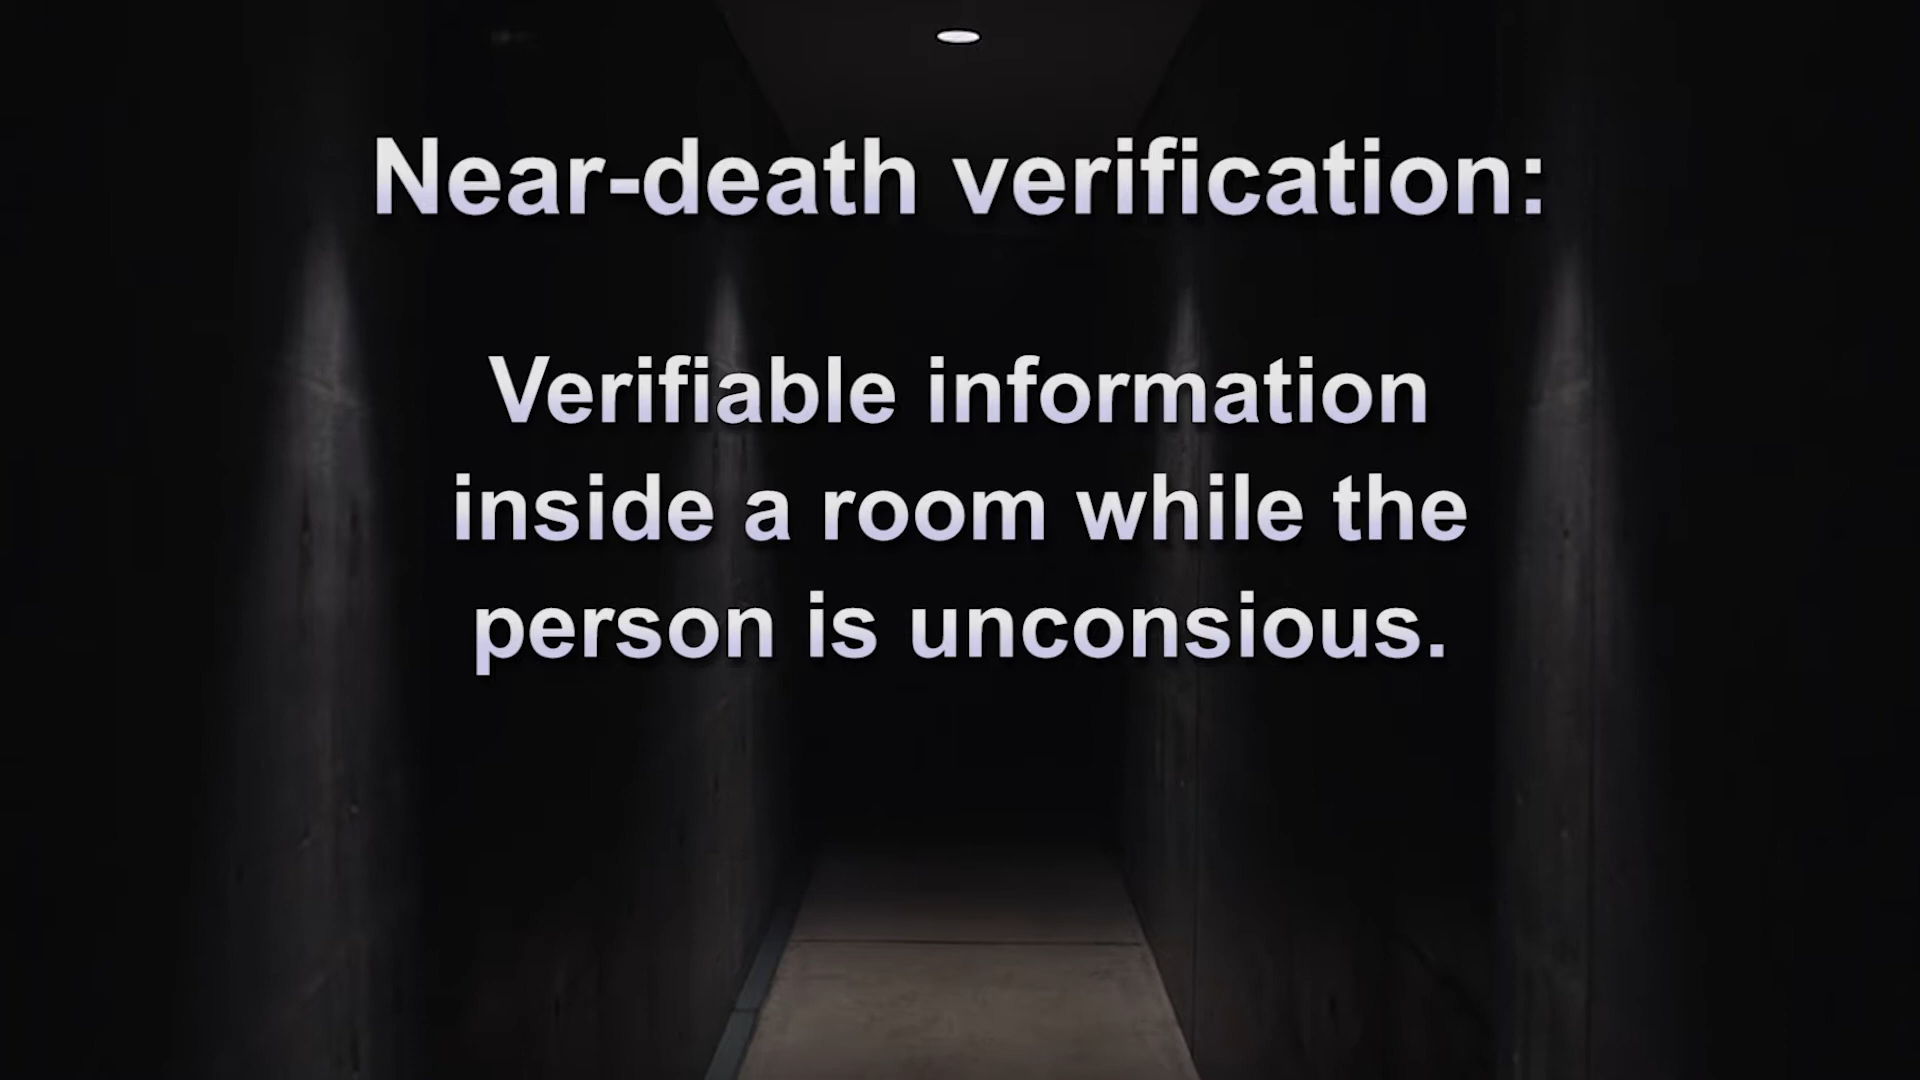 Near-death verification:
Verifiable information
inside a room while the
person is unconsious.